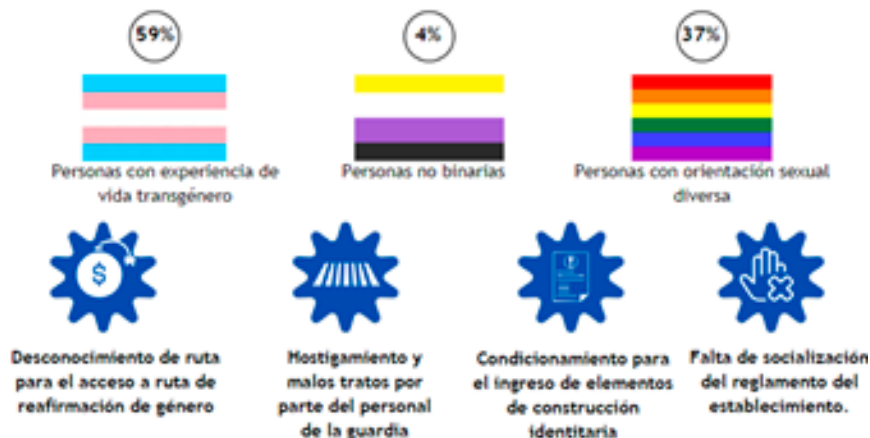 59%
4%
37%
Personas con experiencia de
vida transgénero
Personas no binarias
Personas con orientación sexual
diversa
$
Desconocimiento de ruta
para el acceso a ruta de
reafirmación de género
Hostigamiento y
malos tratos por
parte del personal
de la guardia
Condicionamiento para
el ingreso de elementos
de construcción
identitaria
Falta de socialización
del reglamento del
establecimiento.